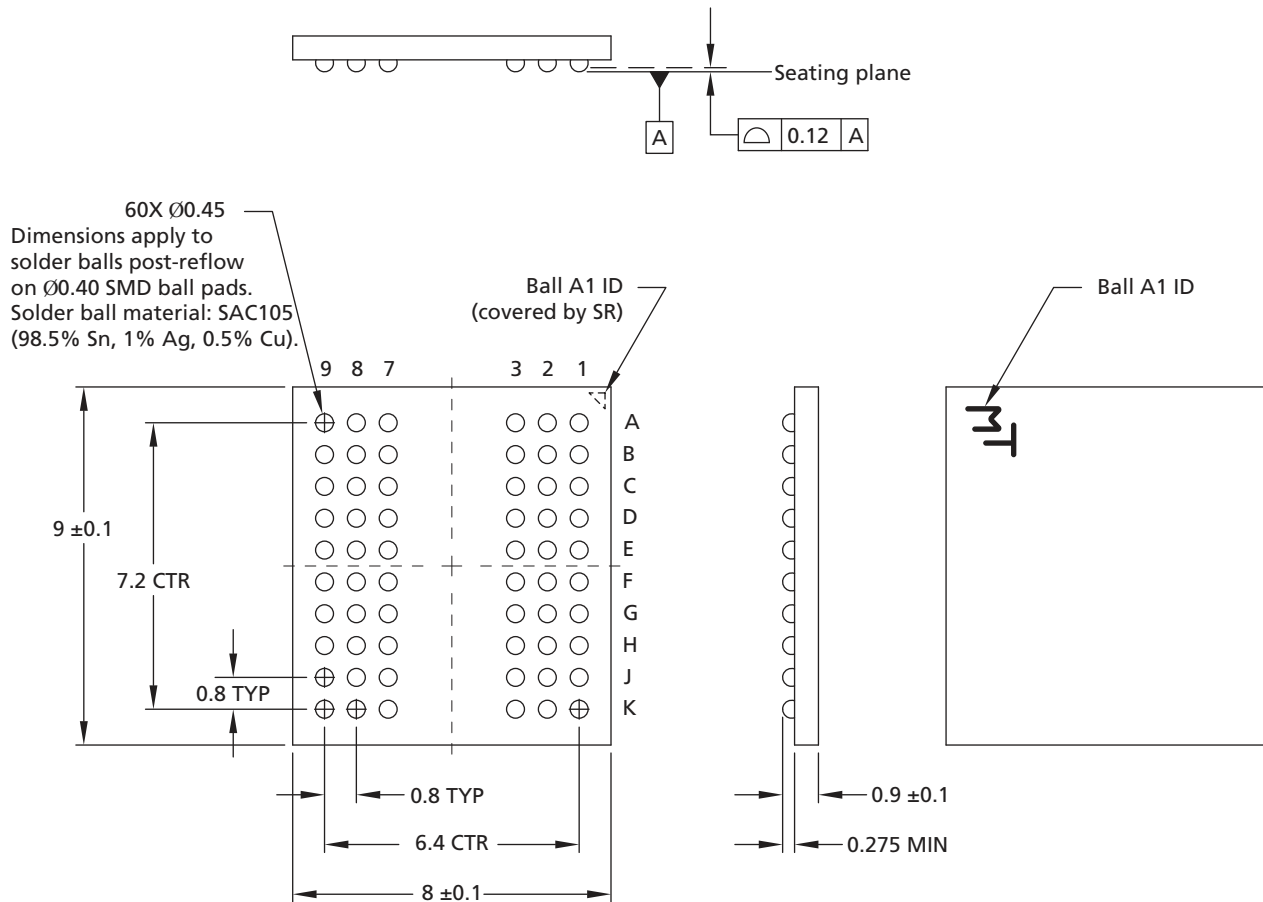 Seating plane
A
⌓ 0.12 A
60X Ø0.45
Dimensions apply to
solder balls post-reflow
on Ø0.40 SMD ball pads.
Solder ball material: SAC105
(98.5% Sn, 1% Ag, 0.5% Cu).
Ball A1 ID
(covered by SR)
Ball A1 ID
9 8 7 3 2 1
A
B
C
D
E
F
G
H
J
K
9 ±0.1
7.2 CTR
0.8 TYP
0.8 TYP
6.4 CTR
8 ±0.1
0.9 ±0.1
0.275 MIN